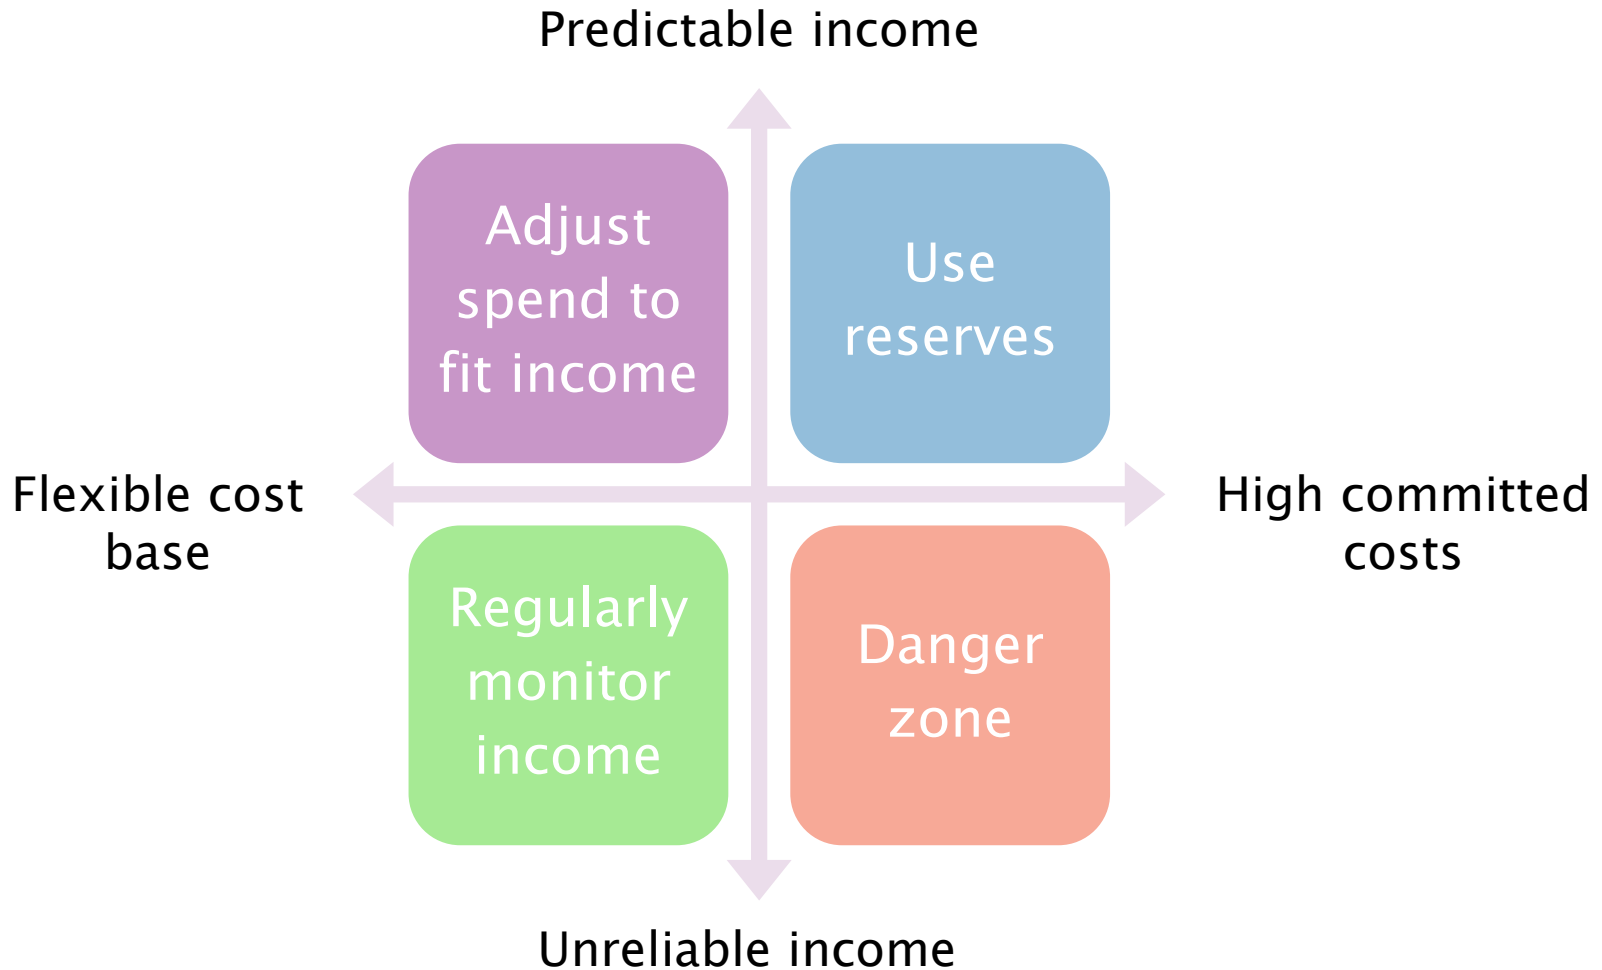 Predictable income
Adjust
spend to
fit income
Use
reserves
Flexible cost
base
High committed
costs
Regularly
monitor
income
Danger
zone
Unreliable income